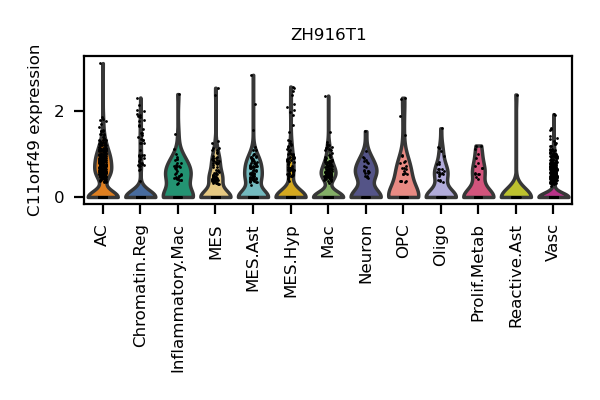 ZH916T1
C11orf49 expression
2
0
AC
Chromatin.Reg
Inflammatory.Mac
MES
MES.Ast
MES.Hyp
Mac
Neuron
OPC
Oligo
Prolif.Metab
Reactive.Ast
Vasc